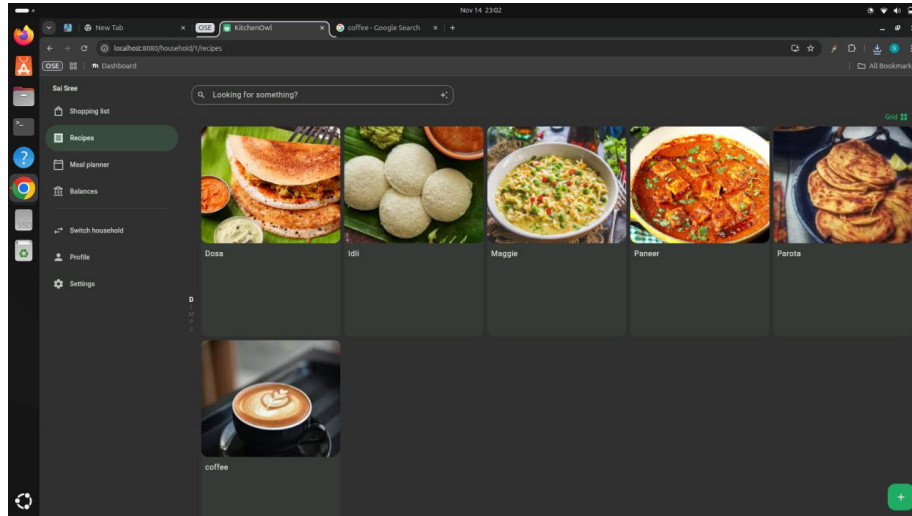 Nov 14 23:02
New Tab
OSE
KitchenOwl
coffee - Google Search
localhost:8080/household/1/recipes
OSE
m Dashboard
All Bookmark
Sai Sree
Looking for something?
Shopping list
Grid
Recipes
Meal planner
Balances
Switch household
Profile
Settings
Dosa
Idli
Maggie
Paneer
Parota
D
I
M
P
C
coffee